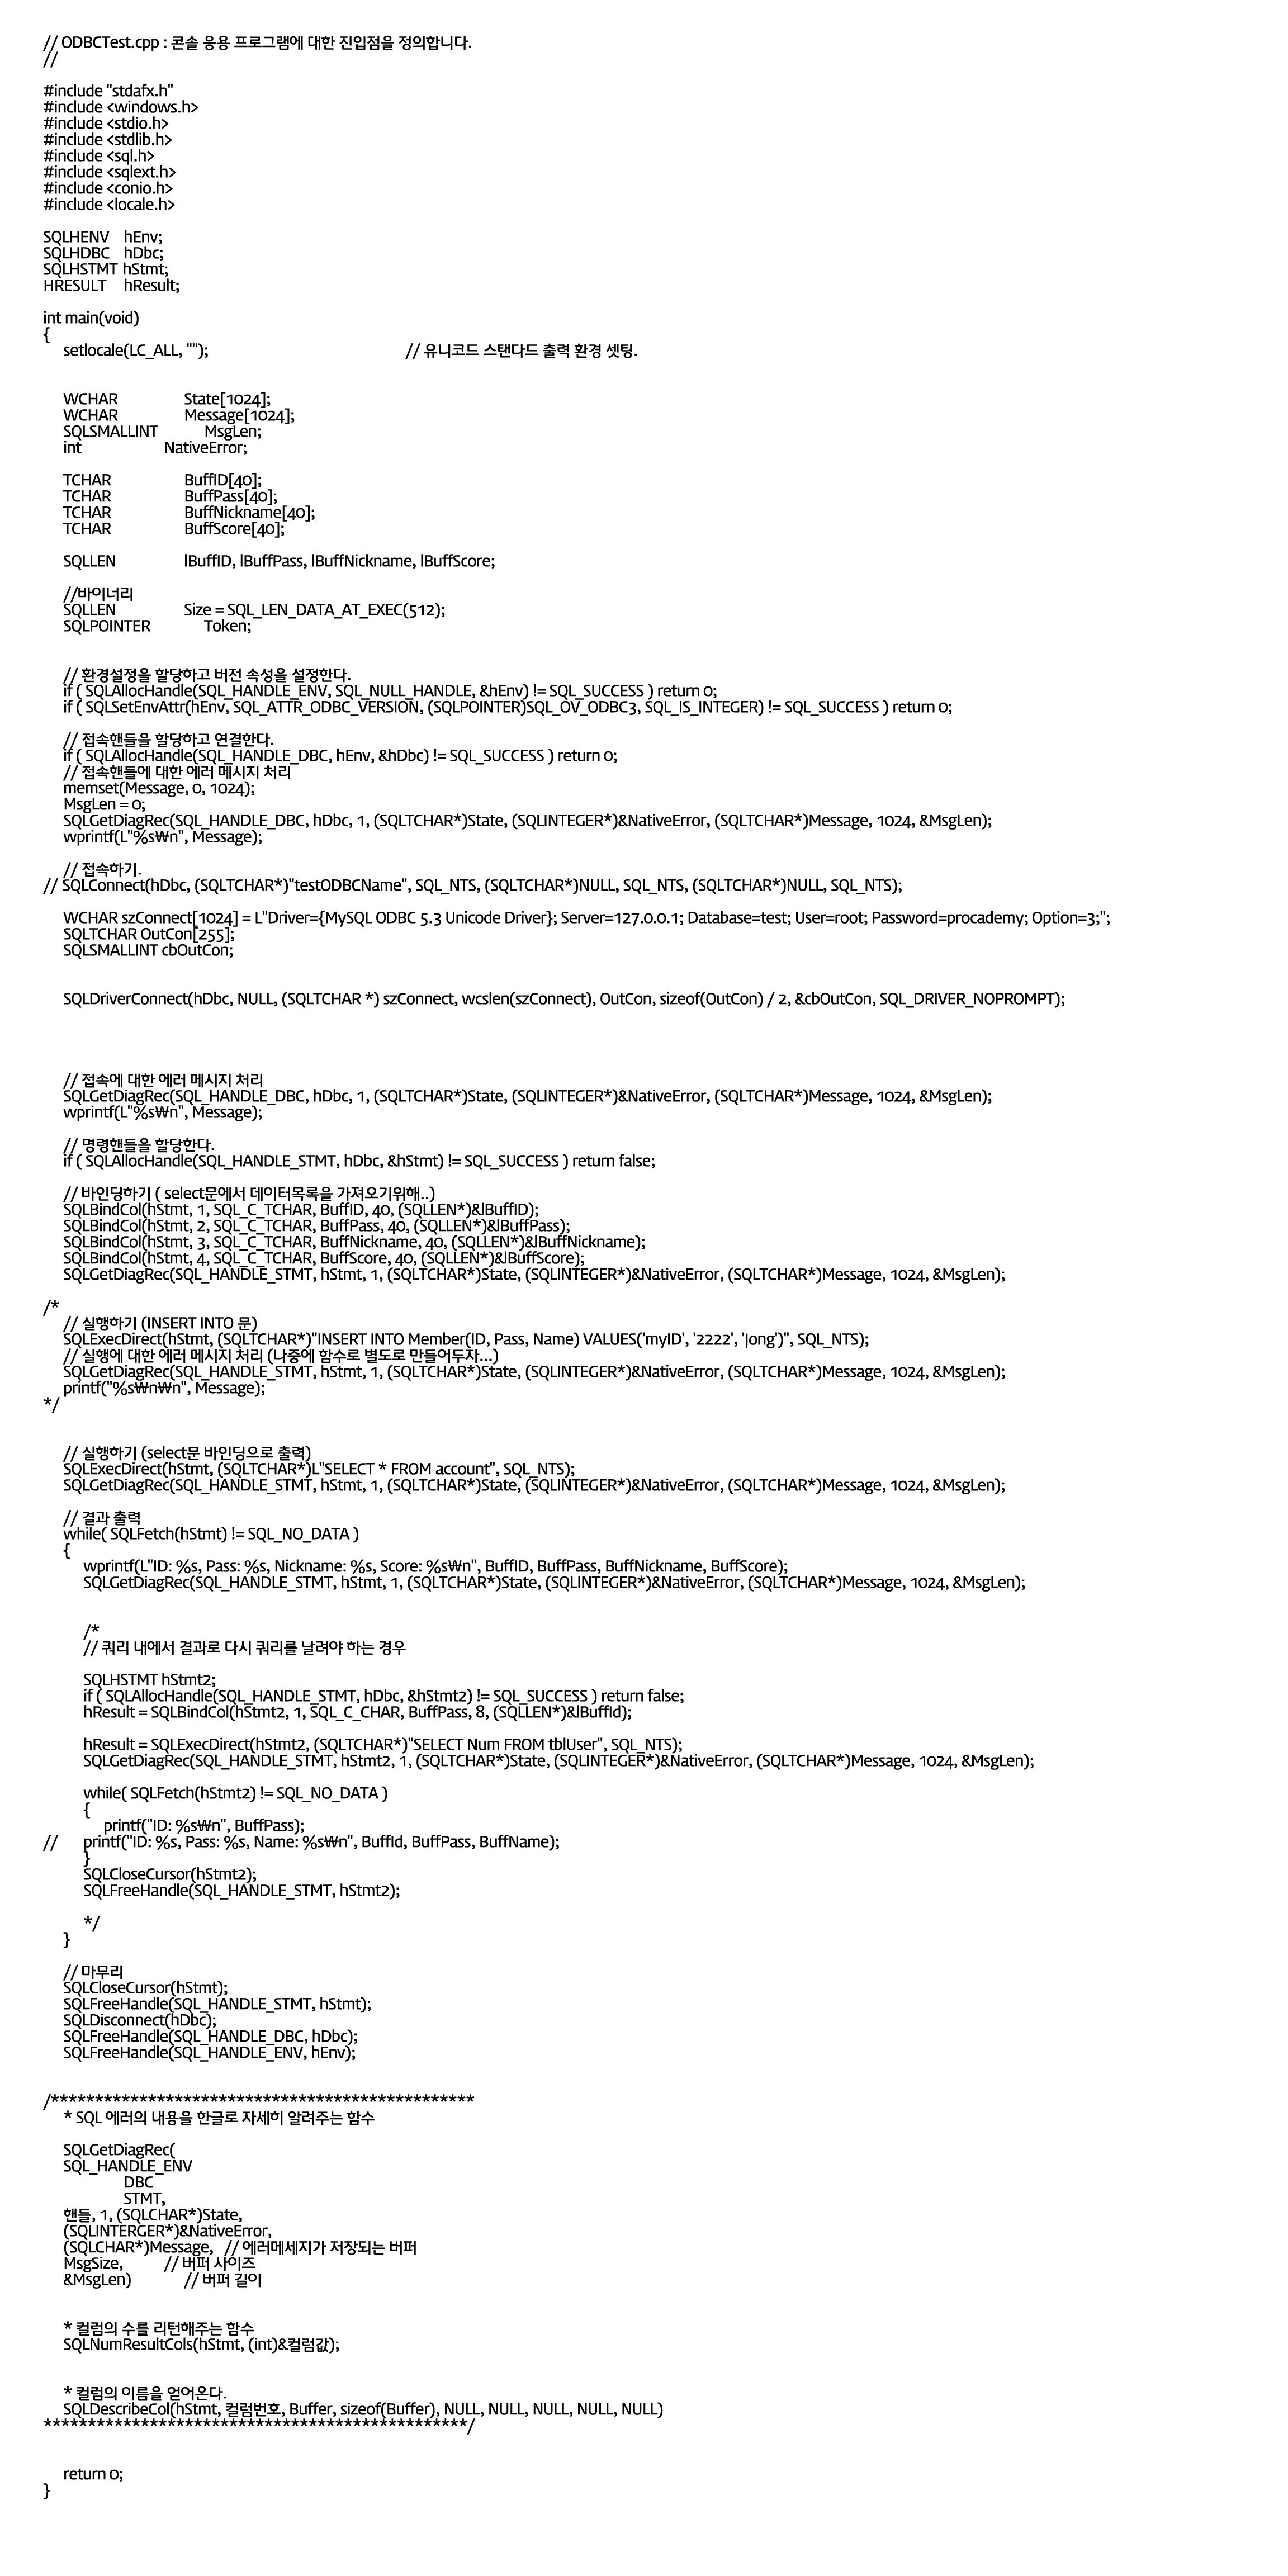 // ODBCTest.cpp : 콘솔 응용 프로그램에 대한 진입점을 정의합니다.
//
#include "stdafx.h"
#include <windows.h>
#include <stdio.h>
#include <stdlib.h>
#include <sql.h>
#include <sqlext.h>
#include <conio.h>
#include <locale.h>
SQLHENV hEnv;
SQLHDBC hDbc;
SQLHSTMT hStmt;
HRESULT hResult;
int main(void)
{
setlocale(LC_ALL, ""); // 유니코드 스탠다드 출력 환경 셋팅.
WCHAR State[1024];
WCHAR Message[1024];
SQLSMALLINT MsgLen;
int NativeError;
TCHAR BuffID[40];
TCHAR BuffPass[40];
TCHAR BuffNickname[40];
TCHAR BuffScore[40];
SQLLEN lBuffID, lBuffPass, lBuffNickname, lBuffScore;
//바이너리
SQLLEN Size = SQL_LEN_DATA_AT_EXEC(512);
SQLPOINTER Token;
// 환경설정을 할당하고 버전 속성을 설정한다.
if ( SQLAllocHandle(SQL_HANDLE_ENV, SQL_NULL_HANDLE, &hEnv) != SQL_SUCCESS ) return 0;
if ( SQLSetEnvAttr(hEnv, SQL_ATTR_ODBC_VERSION, (SQLPOINTER)SQL_OV_ODBC3, SQL_IS_INTEGER) != SQL_SUCCESS ) return 0;
// 접속핸들을 할당하고 연결한다.
if ( SQLAllocHandle(SQL_HANDLE_DBC, hEnv, &hDbc) != SQL_SUCCESS ) return 0;
// 접속핸들에 대한 에러 메시지 처리
memset(Message, 0, 1024);
MsgLen = 0;
SQLGetDiagRec(SQL_HANDLE_DBC, hDbc, 1, (SQLTCHAR*)State, (SQLINTEGER*)&NativeError, (SQLTCHAR*)Message, 1024, &MsgLen);
wprintf(L"%s₩n", Message);
// 접속하기.
// SQLConnect(hDbc, (SQLTCHAR*)"testODBCName", SQL_NTS, (SQLTCHAR*)NULL, SQL_NTS, (SQLTCHAR*)NULL, SQL_NTS);
WCHAR szConnect[1024] = L"Driver={MySQL ODBC 5.3 Unicode Driver}; Server=127.0.0.1; Database=test; User=root; Password=procademy; Option=3;";
SQLTCHAR OutCon[255];
SQLSMALLINT cbOutCon;
SQLDriverConnect(hDbc, NULL, (SQLTCHAR *) szConnect, wcslen(szConnect), OutCon, sizeof(OutCon) / 2, &cbOutCon, SQL_DRIVER_NOPROMPT);
// 접속에 대한 에러 메시지 처리
SQLGetDiagRec(SQL_HANDLE_DBC, hDbc, 1, (SQLTCHAR*)State, (SQLINTEGER*)&NativeError, (SQLTCHAR*)Message, 1024, &MsgLen);
wprintf(L"%s₩n", Message);
// 명령핸들을 할당한다.
if ( SQLAllocHandle(SQL_HANDLE_STMT, hDbc, &hStmt) != SQL_SUCCESS ) return false;
// 바인딩하기 ( select문에서 데이터목록을 가져오기위해..)
SQLBindCol(hStmt, 1, SQL_C_TCHAR, BuffID, 40, (SQLLEN*)&lBuffID);
SQLBindCol(hStmt, 2, SQL_C_TCHAR, BuffPass, 40, (SQLLEN*)&lBuffPass);
SQLBindCol(hStmt, 3, SQL_C_TCHAR, BuffNickname, 40, (SQLLEN*)&lBuffNickname);
SQLBindCol(hStmt, 4, SQL_C_TCHAR, BuffScore, 40, (SQLLEN*)&lBuffScore);
SQLGetDiagRec(SQL_HANDLE_STMT, hStmt, 1, (SQLTCHAR*)State, (SQLINTEGER*)&NativeError, (SQLTCHAR*)Message, 1024, &MsgLen);
/*
// 실행하기 (INSERT INTO 문)
SQLExecDirect(hStmt, (SQLTCHAR*)"INSERT INTO Member(ID, Pass, Name) VALUES('myID', '2222', 'Jong')", SQL_NTS);
// 실행에 대한 에러 메시지 처리 (나중에 함수로 별도로 만들어두자...)
SQLGetDiagRec(SQL_HANDLE_STMT, hStmt, 1, (SQLTCHAR*)State, (SQLINTEGER*)&NativeError, (SQLTCHAR*)Message, 1024, &MsgLen);
printf("%s₩n₩n", Message);
*/
// 실행하기 (select문 바인딩으로 출력)
SQLExecDirect(hStmt, (SQLTCHAR*)L"SELECT * FROM account", SQL_NTS);
SQLGetDiagRec(SQL_HANDLE_STMT, hStmt, 1, (SQLTCHAR*)State, (SQLINTEGER*)&NativeError, (SQLTCHAR*)Message, 1024, &MsgLen);
// 결과 출력
while( SQLFetch(hStmt) != SQL_NO_DATA )
{
wprintf(L"ID: %s, Pass: %s, Nickname: %s, Score: %s₩n", BuffID, BuffPass, BuffNickname, BuffScore);
SQLGetDiagRec(SQL_HANDLE_STMT, hStmt, 1, (SQLTCHAR*)State, (SQLINTEGER*)&NativeError, (SQLTCHAR*)Message, 1024, &MsgLen);
/*
// 쿼리 내에서 결과로 다시 쿼리를 날려야 하는 경우
SQLHSTMT hStmt2;
if ( SQLAllocHandle(SQL_HANDLE_STMT, hDbc, &hStmt2) != SQL_SUCCESS ) return false;
hResult = SQLBindCol(hStmt2, 1, SQL_C_CHAR, BuffPass, 8, (SQLLEN*)&lBuffId);
hResult = SQLExecDirect(hStmt2, (SQLTCHAR*)"SELECT Num FROM tblUser", SQL_NTS);
SQLGetDiagRec(SQL_HANDLE_STMT, hStmt2, 1, (SQLTCHAR*)State, (SQLINTEGER*)&NativeError, (SQLTCHAR*)Message, 1024, &MsgLen);
while( SQLFetch(hStmt2) != SQL_NO_DATA )
{
printf("ID: %s₩n", BuffPass);
// printf("ID: %s, Pass: %s, Name: %s₩n", BuffId, BuffPass, BuffName);
}
SQLCloseCursor(hStmt2);
SQLFreeHandle(SQL_HANDLE_STMT, hStmt2);
*/
}
// 마무리
SQLCloseCursor(hStmt);
SQLFreeHandle(SQL_HANDLE_STMT, hStmt);
SQLDisconnect(hDbc);
SQLFreeHandle(SQL_HANDLE_DBC, hDbc);
SQLFreeHandle(SQL_HANDLE_ENV, hEnv);
/************************************************
* SQL 에러의 내용을 한글로 자세히 알려주는 함수
SQLGetDiagRec(
SQL_HANDLE_ENV
DBC
STMT,
핸들, 1, (SQLCHAR*)State,
(SQLINTERGER*)&NativeError,
(SQLCHAR*)Message, // 에러메세지가 저장되는 버퍼
MsgSize, // 버퍼 사이즈
&MsgLen) // 버퍼 길이
* 컬럼의 수를 리턴해주는 함수
SQLNumResultCols(hStmt, (int)&컬럼값);
* 컬럼의 이름을 얻어온다.
SQLDescribeCol(hStmt, 컬럼번호, Buffer, sizeof(Buffer), NULL, NULL, NULL, NULL, NULL)
************************************************/
return 0;
}